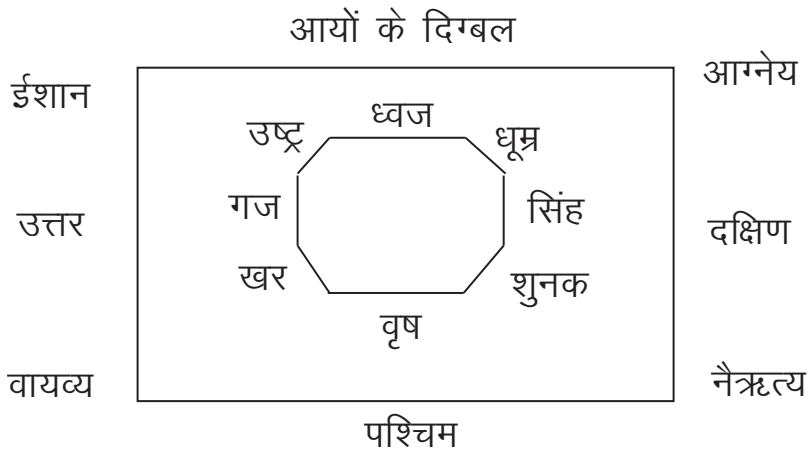 आयों के दिग्बल
ईशान
आग्नेय
ध्वज
उष्ट्र
धूम्र
गज
सिंह
उत्तर
दक्षिण
खर
शुनक
वृष
वायव्य
नैऋत्य
पश्चिम